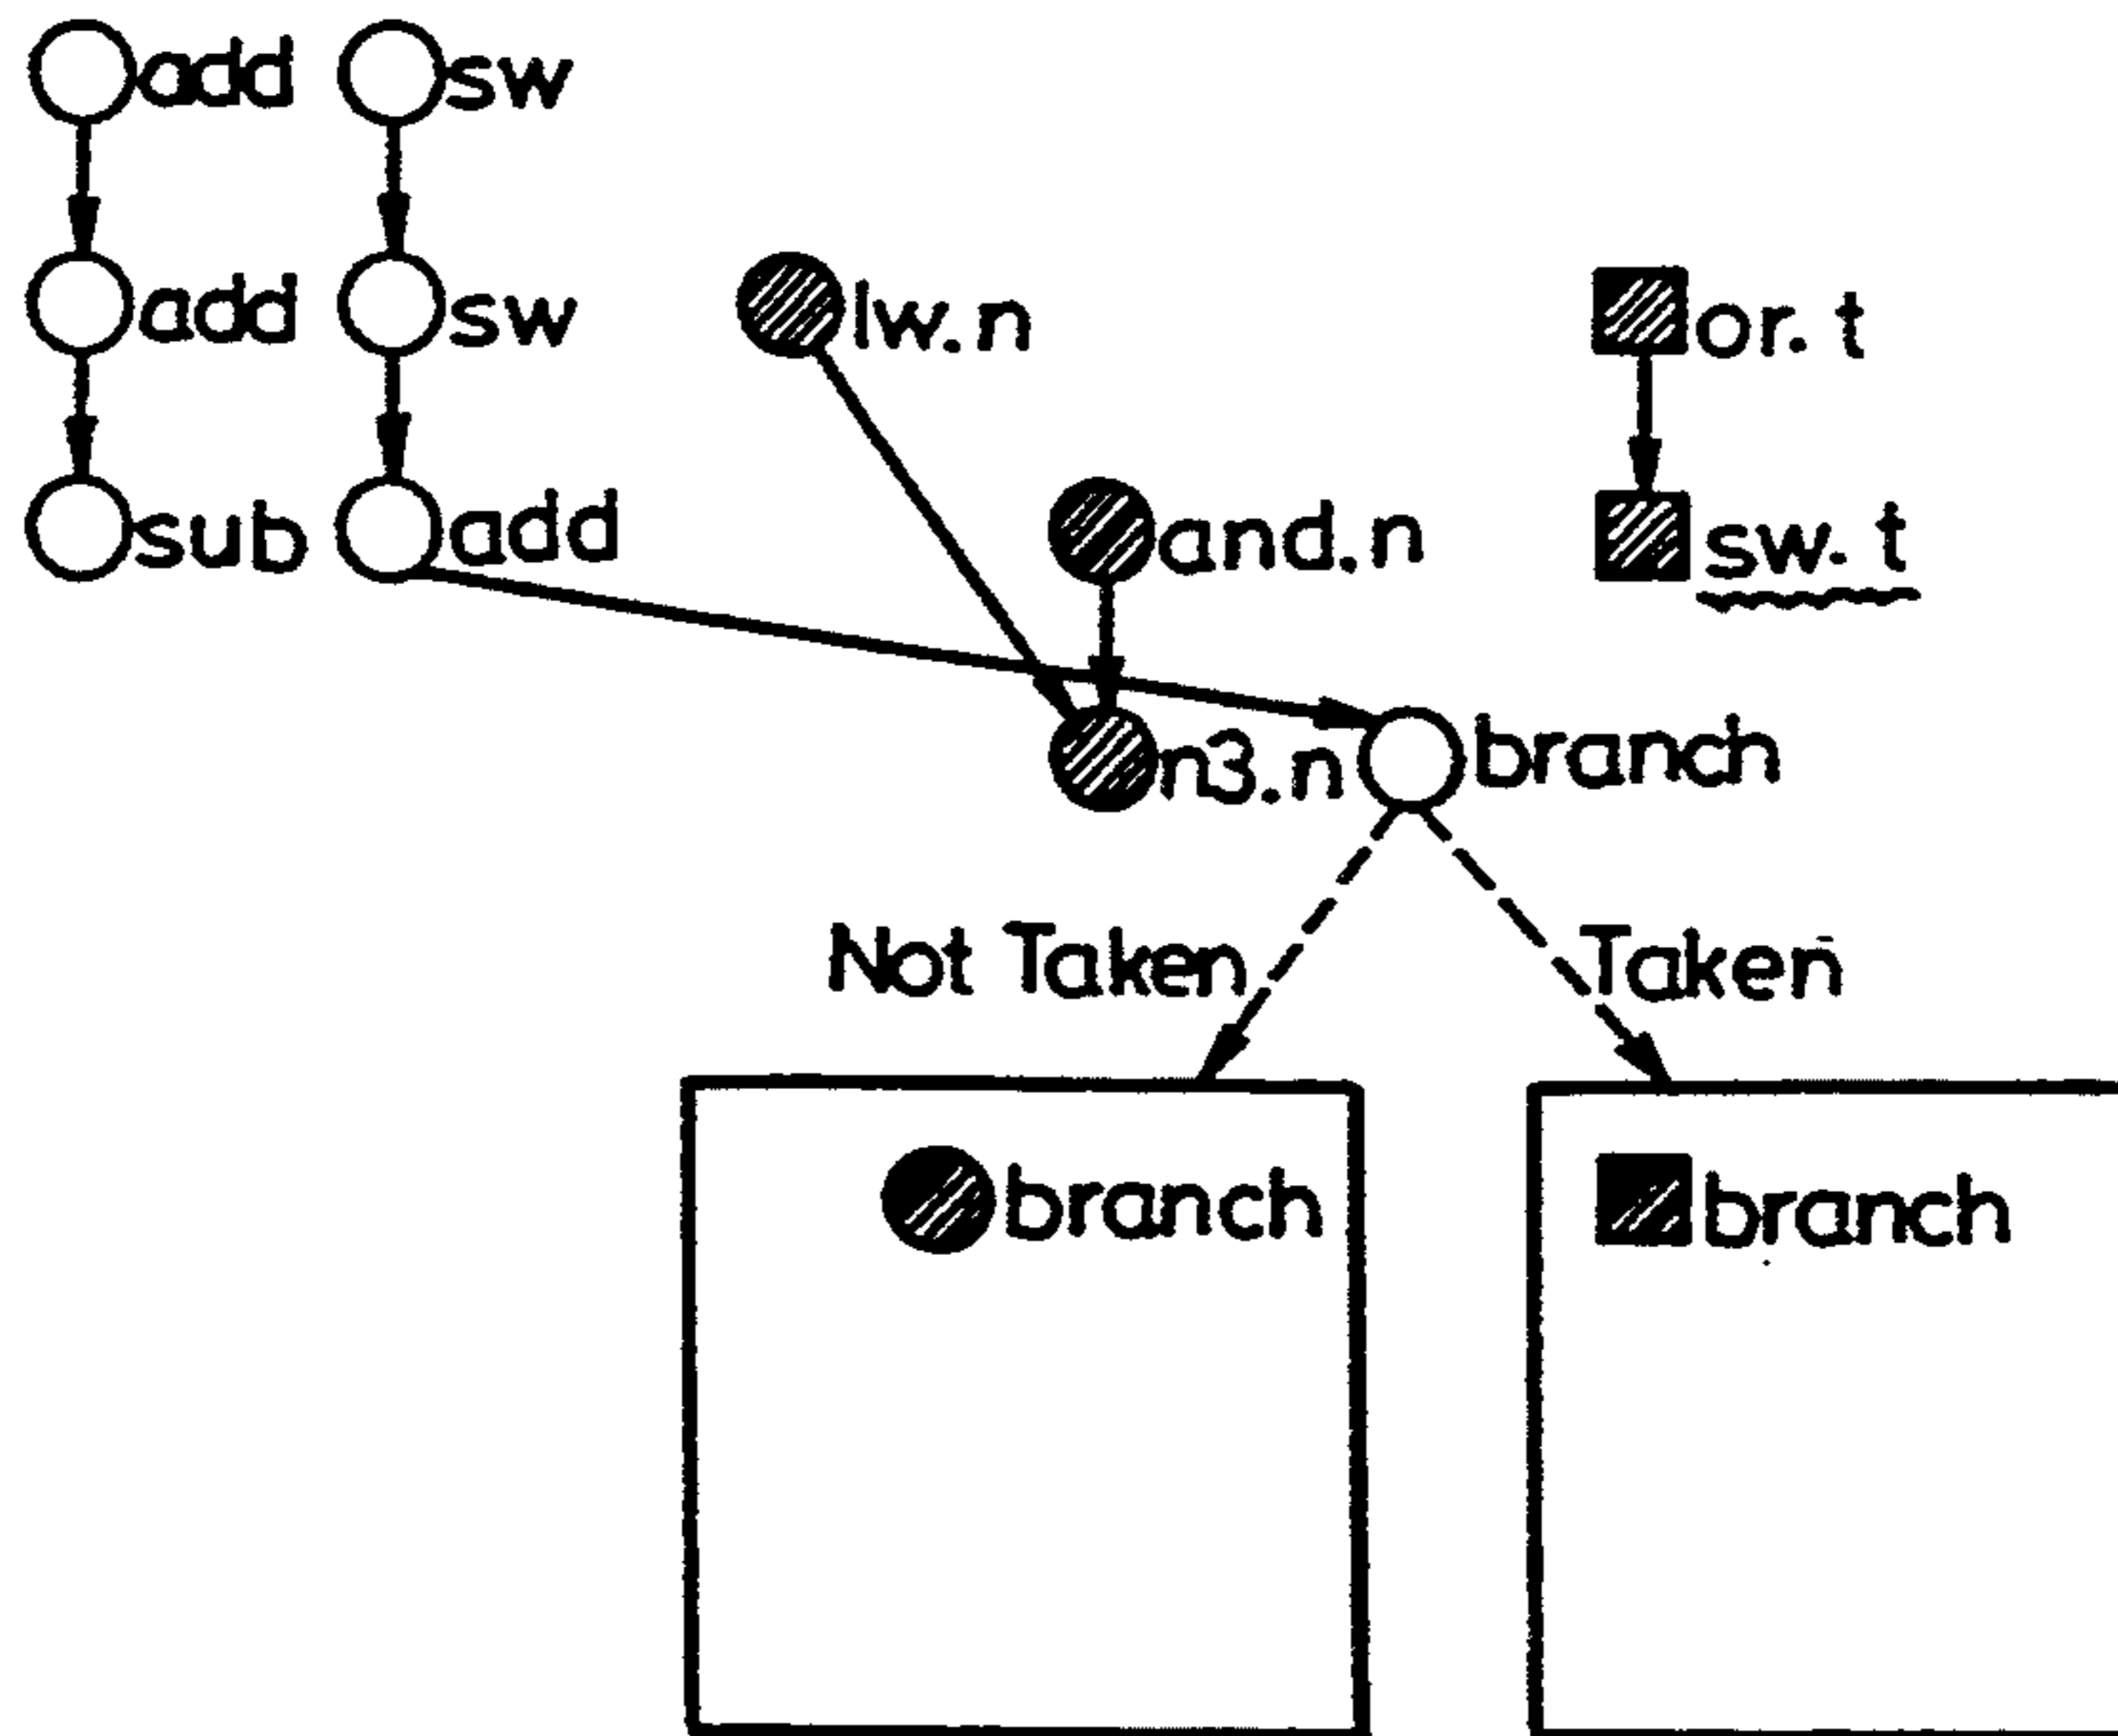 add sw
add sw lw.n or.t
sub add and.n sw.t
n3.n branch
Not Taken Taken
branch branch